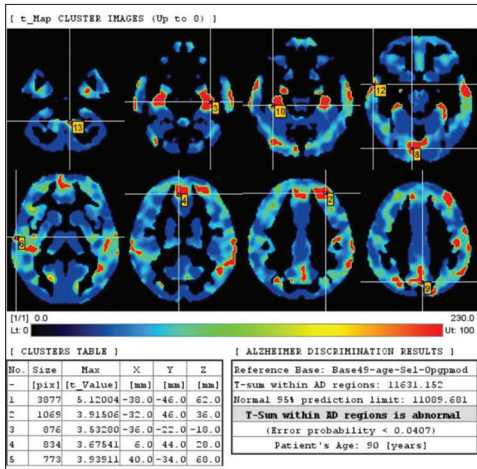 [ t_Map CLUSTER IMAGES (Up to 8) ]
13
3
10
12
8
6
4
2
9
[1/1] 0.0 230.0
Lt: 0 Ut: 100
[ CLUSTERS TABLE ]
No. Size Max X Y Z
- [pix] [t_Value] [mm] [mm] [mm]
1 3877 5.12004 -38.0 -46.0 62.0
2 1069 3.91506 -32.0 46.0 36.0
3 876 3.53280 -36.0 -22.0 -18.0
4 834 3.67541 6.0 44.0 28.0
5 773 3.93911 40.0 -34.0 68.0
[ ALZHEIMER DISCRIMINATION RESULTS ]
Reference Base: Base49-age-Sel-Opgpmod
T-sum within AD regions: 11631.152
Normal 95% prediction limit: 11089.681
T-Sum within AD regions is abnormal
(Error probability < 0.0407)
Patient's Age: 90 [years]